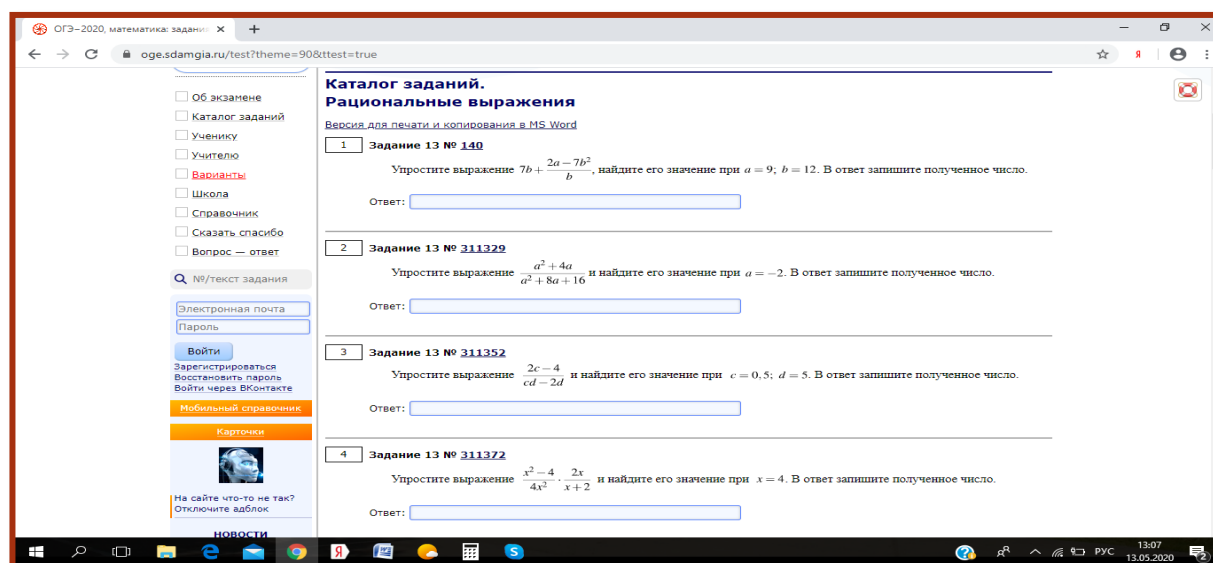 ОГЭ–2020, математика: задани
oge.sdamgia.ru/test?theme=90&ttest=true
Об экзамене
Каталог заданий
Ученику
Учителю
Варианты
Школа
Справочник
Сказать спасибо
Вопрос — ответ
№/текст задания
Электронная почта
Пароль
Войти
Зарегистрироваться
Восстановить пароль
Войти через ВКонтакте
Мобильный справочник
Карточки
На сайте что-то не так?
Отключите адблок
НОВОСТИ
Каталог заданий.
Рациональные выражения
Версия для печати и копирования в MS Word
1 Задание 13 № 140
Упростите выражение 7b + (2a − 7b²)/b, найдите его значение при a = 9; b = 12. В ответ запишите полученное число.
Ответ:
2 Задание 13 № 311329
Упростите выражение (a² + 4a)/(a² + 8a + 16) и найдите его значение при a = −2. В ответ запишите полученное число.
Ответ:
3 Задание 13 № 311352
Упростите выражение (2c − 4)/(cd − 2d) и найдите его значение при c = 0,5; d = 5. В ответ запишите полученное число.
Ответ:
4 Задание 13 № 311372
Упростите выражение (x² − 4)/(4x²) · 2x/(x + 2) и найдите его значение при x = 4. В ответ запишите полученное число.
Ответ:
РУС
13:07
13.05.2020